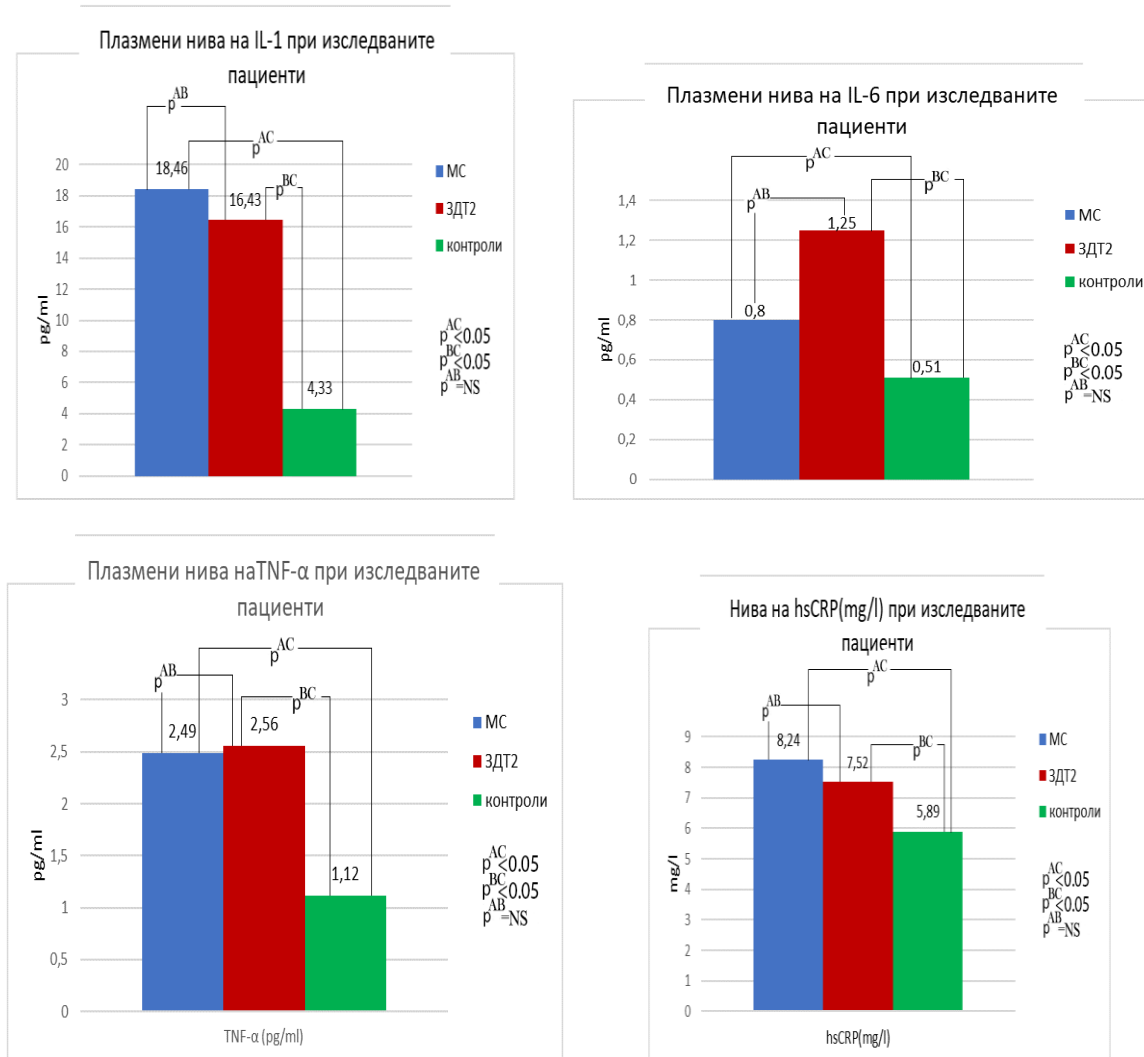 Плазмени нива на IL-1 при изследваните
пациенти
p^AB
p^AC
p^BC
18,46
16,43
4,33
20
18
16
14
12
10
8
6
4
2
0
pg/ml
МС
ЗДТ2
контроли
p^AC<0.05
p^BC<0.05
p^AB=NS
Плазмени нива на IL-6 при изследваните
пациенти
p^AC
p^BC
p^AB
1,25
0,8
0,51
1,4
1,2
1
0,8
0,6
0,4
0,2
0
pg/ml
МС
ЗДТ2
контроли
p^AC<0.05
p^BC<0.05
p^AB=NS
Плазмени нива наTNF-α при изследваните
пациенти
p^AC
p^AB
p^BC
2,49
2,56
1,12
3
2,5
2
1,5
1
0,5
0
pg/ml
TNF-α (pg/ml)
МС
ЗДТ2
контроли
p^AC<0.05
p^BC<0.05
p^AB=NS
Нива на hsCRP(mg/l) при изследваните
пациенти
p^AC
p^AB
p^BC
8,24
7,52
5,89
9
8
7
6
5
4
3
2
1
0
mg/l
hsCRP(mg/l)
МС
ЗДТ2
контроли
p^AC<0.05
p^BC<0.05
p^AB=NS